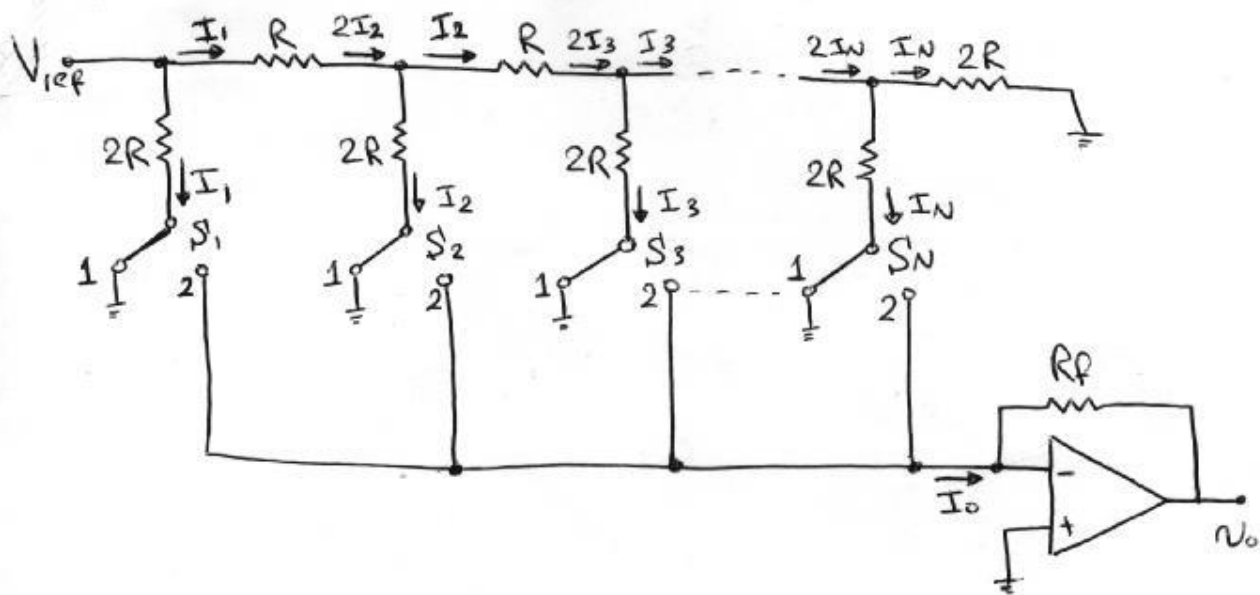 I1 R 2I2 I2 R 2I3 I3 2IN IN 2R
Vref
2R I1 2R I2 2R I3 2R IN
S1 S2 S3 SN
1 2 1 2 1 2 1 2
Rf
I0 - +
v0